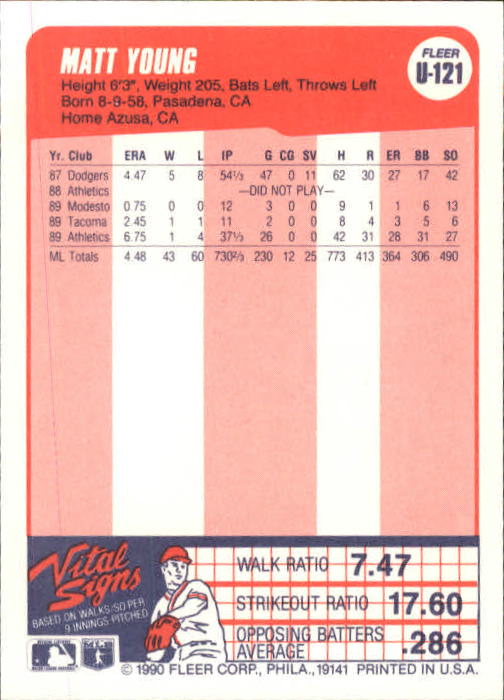 MATT YOUNG
FLEER
U-121
Height 6'3", Weight 205, Bats Left, Throws Left
Born 8-9-58, Pasadena, CA
Home Azusa, CA
Yr. Club ERA W L IP G CG SV H R ER BB SO
87 Dodgers 4.47 5 8 54⅓ 47 0 11 62 30 27 17 42
88 Athletics —DID NOT PLAY—
89 Modesto 0.75 0 0 12 3 0 0 9 1 1 6 13
89 Tacoma 2.45 1 1 11 2 0 0 8 4 3 5 6
89 Athletics 6.75 1 4 37⅓ 26 0 0 42 31 28 31 27
ML Totals 4.48 43 60 730⅔ 230 12 25 773 413 364 306 490
Vital
Signs
BASED ON WALKS/SO PER
9 INNINGS PITCHED
WALK RATIO 7.47
STRIKEOUT RATIO 17.60
OPPOSING BATTERS
AVERAGE .286
© 1990 FLEER CORP., PHILA., 19141 PRINTED IN U.S.A.